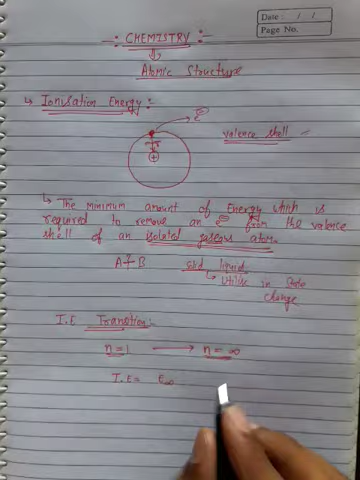 Date : / /
Page No.
-: CHEMISTRY :-
Atomic Structure
Ionisation Energy :
e⊖
valence shell =
+
The minimum amount of Energy which is
required to remove an e⊖ from the valence
shell of an isolated gaseous atom.
A-B solid liquid
Utilise in State
change
I.E Transition:
n=1 → n=∞
I.E= E∞